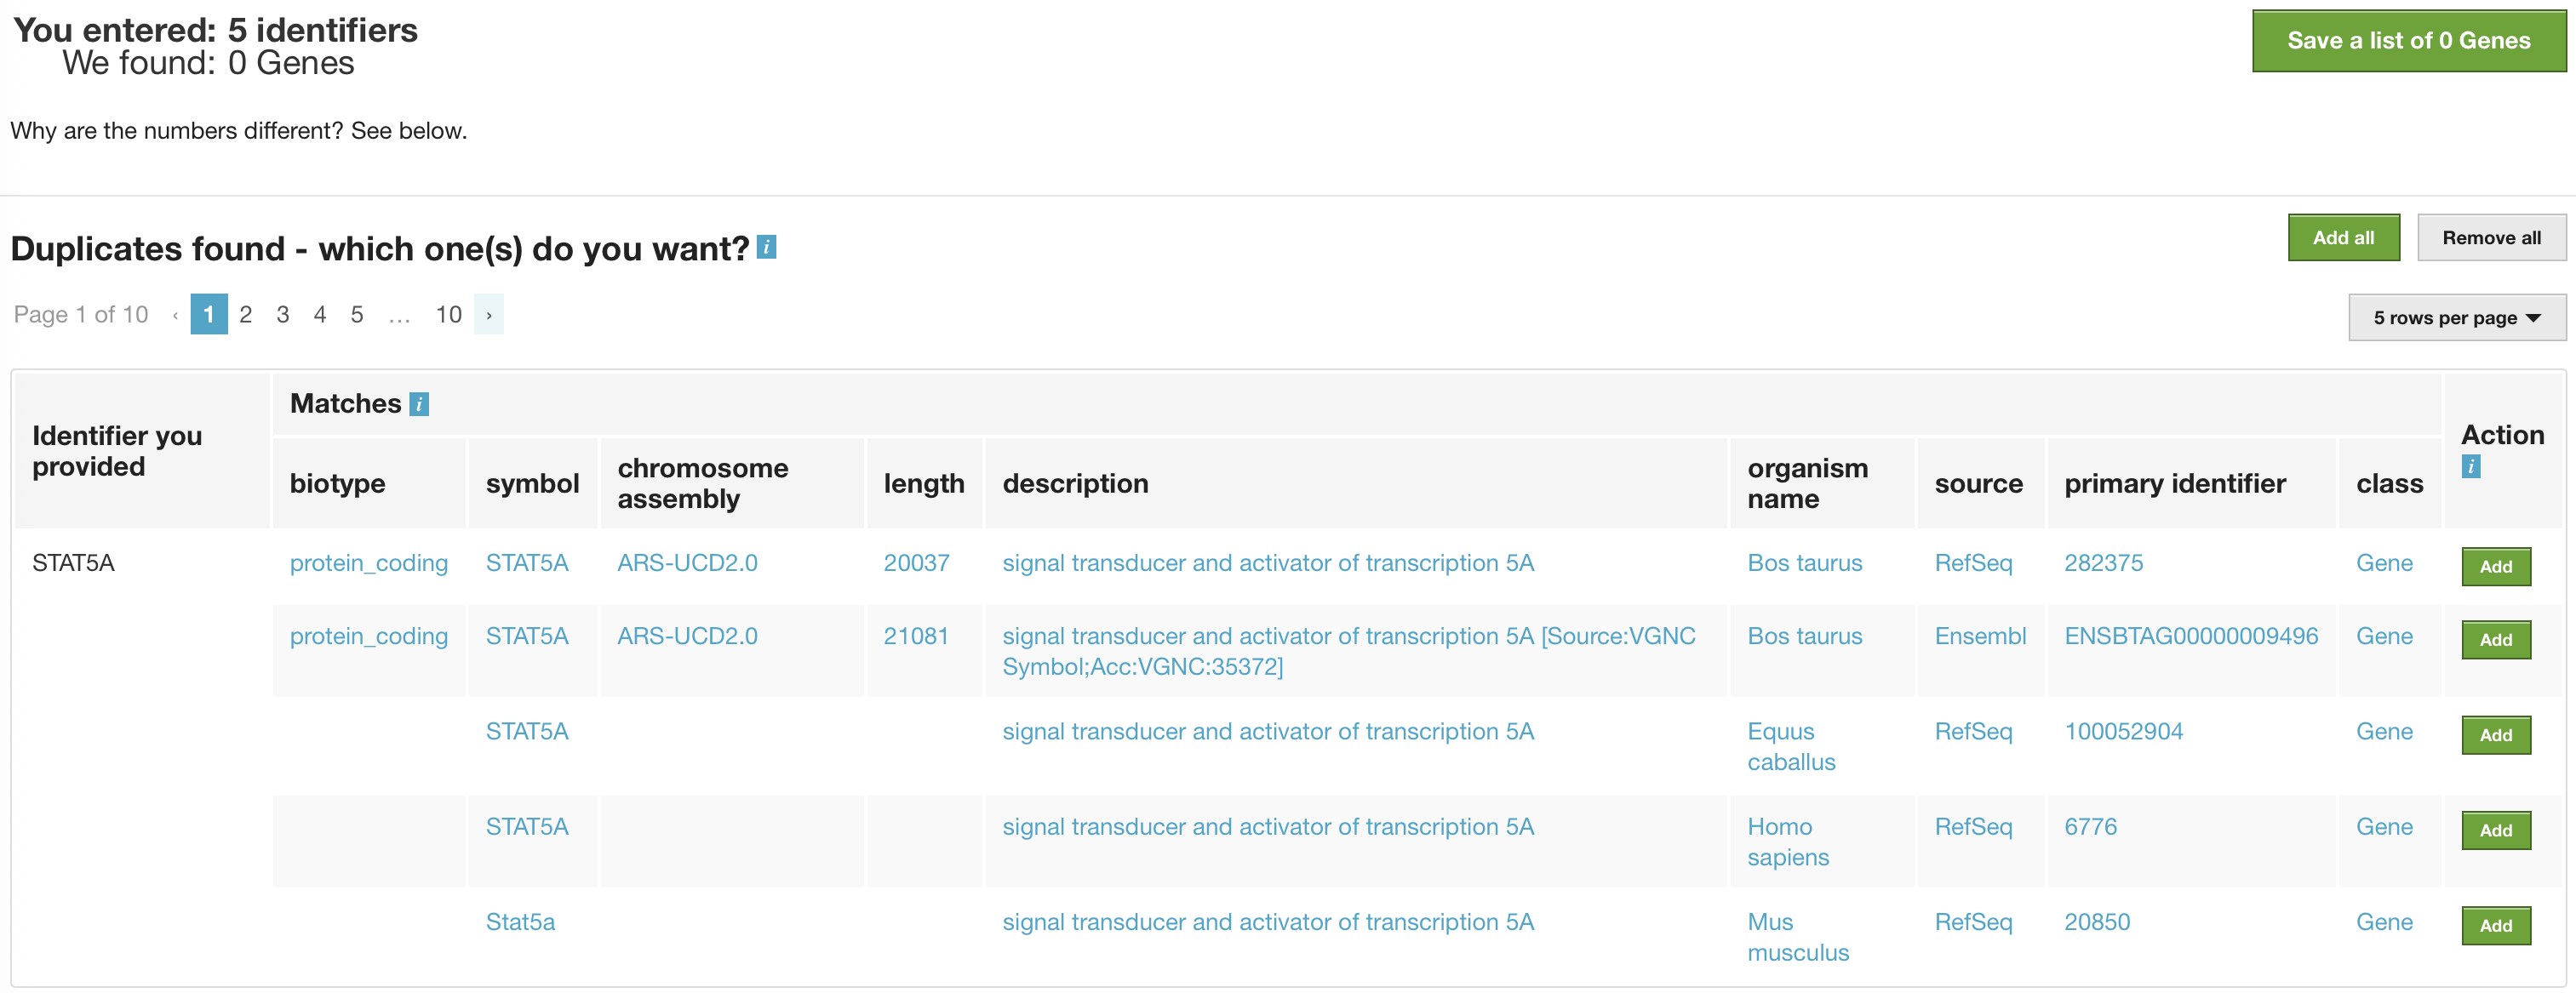 You entered: 5 identifiers
We found: 0 Genes
Save a list of 0 Genes
Why are the numbers different? See below.
Duplicates found - which one(s) do you want? i
Add all
Remove all
Page 1 of 10 ‹ 1 2 3 4 5 … 10 ›
5 rows per page
Identifier you provided
Matches i
Action i
biotype symbol chromosome assembly length description organism name source primary identifier class
STAT5A protein_coding STAT5A ARS-UCD2.0 20037 signal transducer and activator of transcription 5A Bos taurus RefSeq 282375 Gene Add
protein_coding STAT5A ARS-UCD2.0 21081 signal transducer and activator of transcription 5A [Source:VGNC Bos taurus Ensembl ENSBTAG00000009496 Gene Add
Symbol;Acc:VGNC:35372]
STAT5A signal transducer and activator of transcription 5A Equus RefSeq 100052904 Gene Add
caballus
STAT5A signal transducer and activator of transcription 5A Homo RefSeq 6776 Gene Add
sapiens
Stat5a signal transducer and activator of transcription 5A Mus RefSeq 20850 Gene Add
musculus